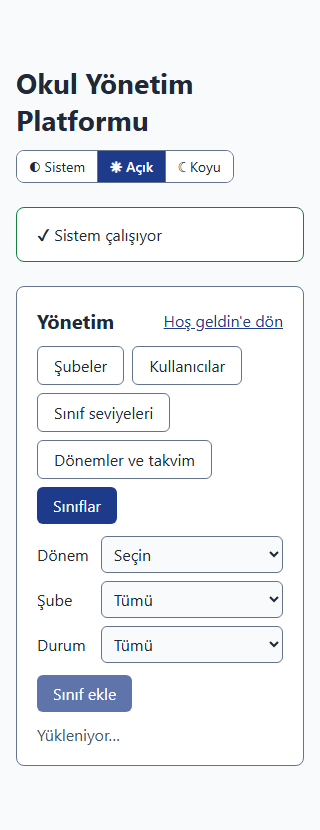 Okul Yönetim
Platformu
Sistem Açık Koyu
✓ Sistem çalışıyor
Yönetim Hoş geldin'e dön
Şubeler Kullanıcılar
Sınıf seviyeleri
Dönemler ve takvim
Sınıflar
Dönem Seçin
Şube Tümü
Durum Tümü
Sınıf ekle
Yükleniyor...